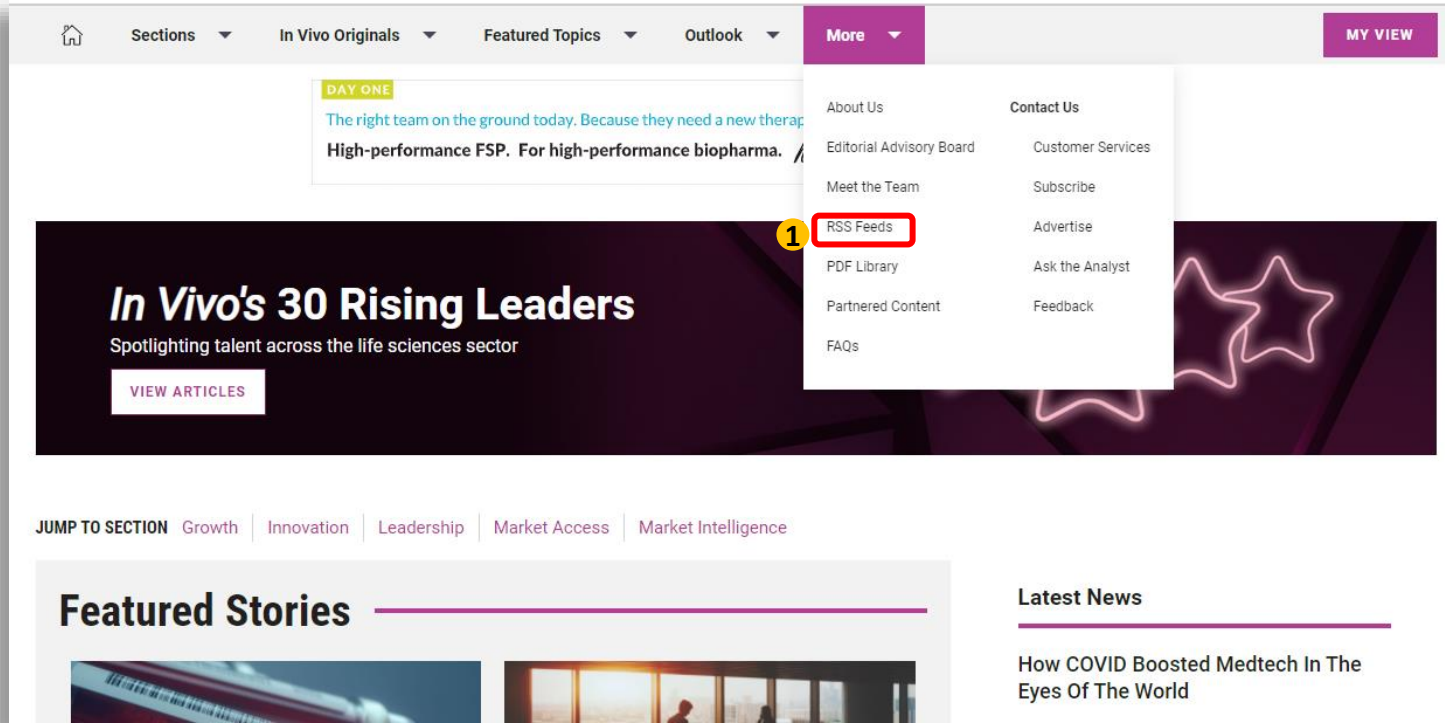 Sections
In Vivo Originals
Featured Topics
Outlook
More
MY VIEW
DAY ONE
The right team on the ground today. Because they need a new therap
High-performance FSP. For high-performance biopharma.
About Us
Editorial Advisory Board
Meet the Team
1
RSS Feeds
PDF Library
Partnered Content
FAQs
Contact Us
Customer Services
Subscribe
Advertise
Ask the Analyst
Feedback
In Vivo's 30 Rising Leaders
Spotlighting talent across the life sciences sector
VIEW ARTICLES
JUMP TO SECTION Growth Innovation Leadership Market Access Market Intelligence
Featured Stories
Latest News
How COVID Boosted Medtech In The
Eyes Of The World